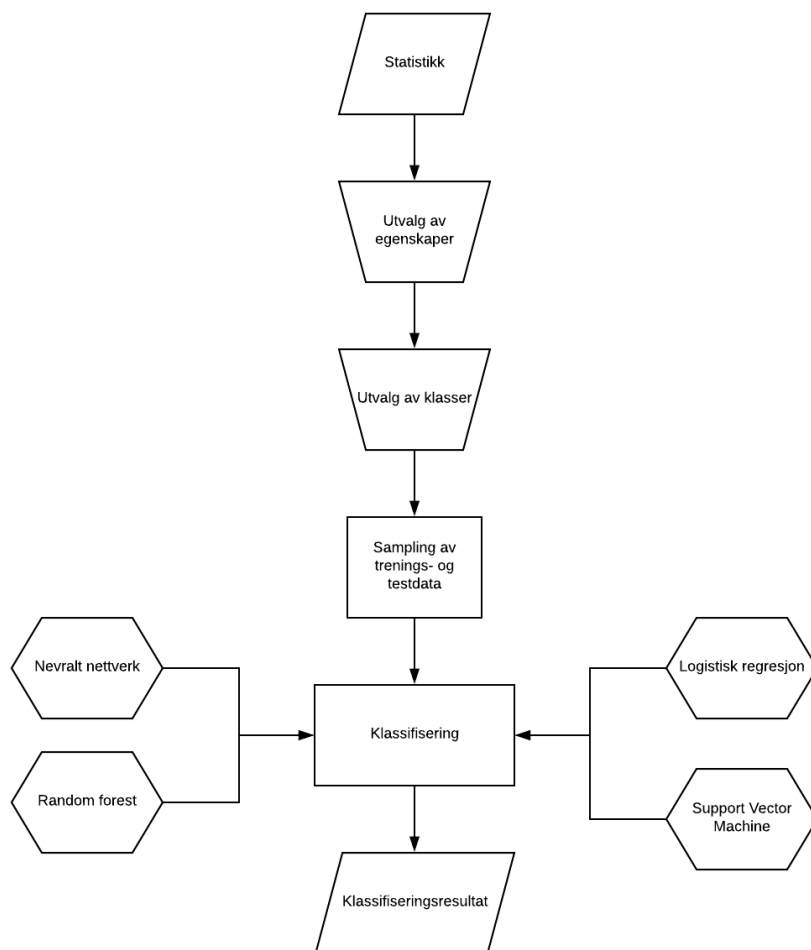 Statistikk
Utvalg av
egenskaper
Utvalg av klasser
Sampling av
trenings- og
testdata
Nevralt nettverk
Logistisk regresjon
Klassifisering
Random forest
Support Vector
Machine
Klassifiseringsresultat